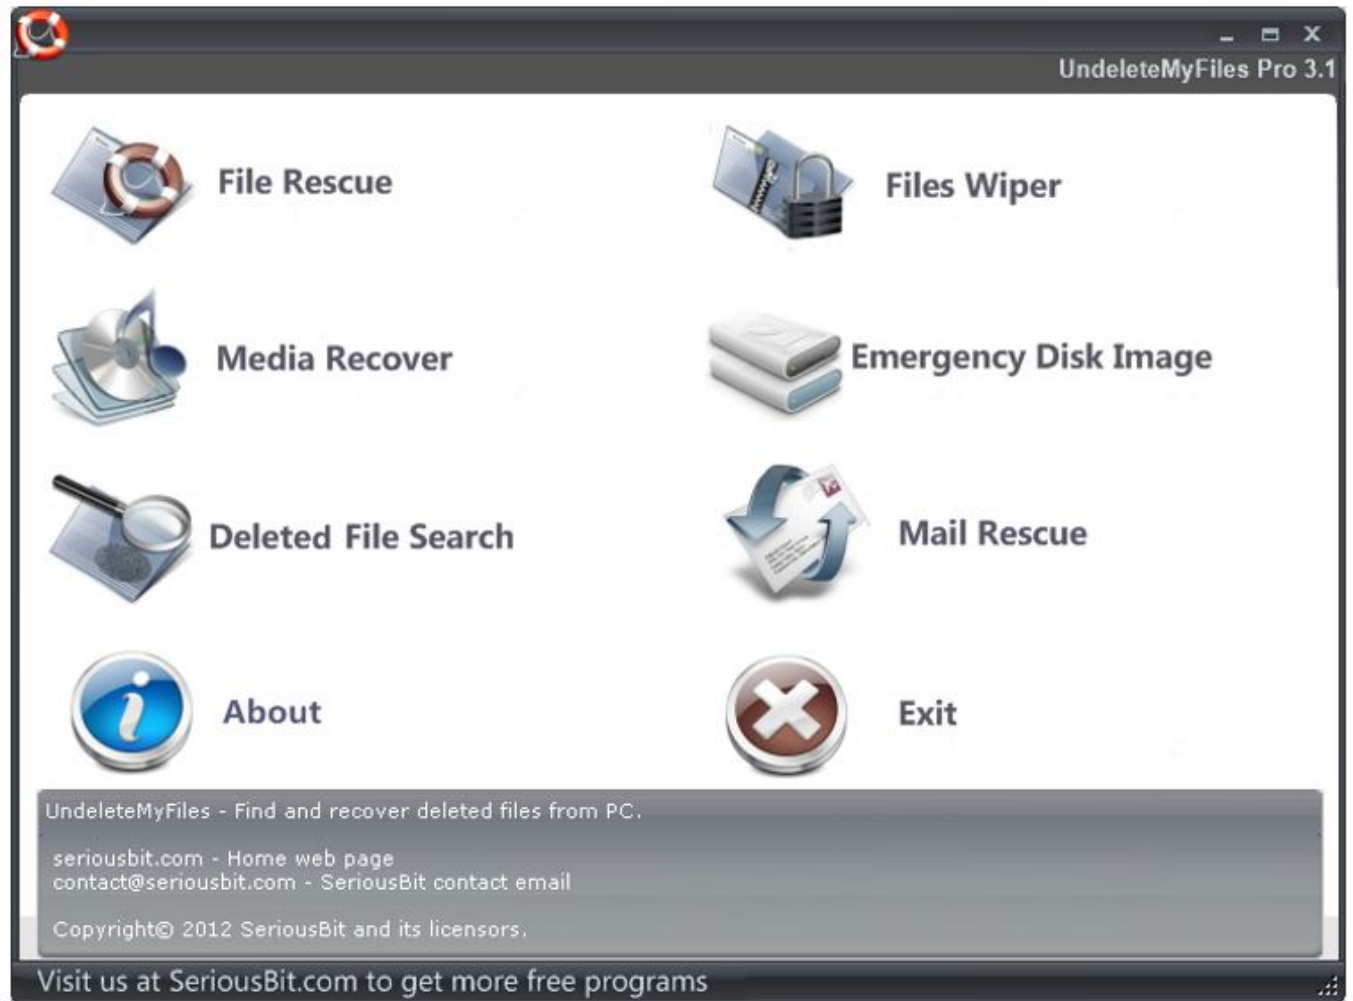 UndeleteMyFiles Pro 3.1
File Rescue
Files Wiper
Media Recover
Emergency Disk Image
Deleted File Search
Mail Rescue
About
Exit
UndeleteMyFiles - Find and recover deleted files from PC.
seriousbit.com - Home web page
contact@seriousbit.com - SeriousBit contact email
Copyright© 2012 SeriousBit and its licensors.
Visit us at SeriousBit.com to get more free programs